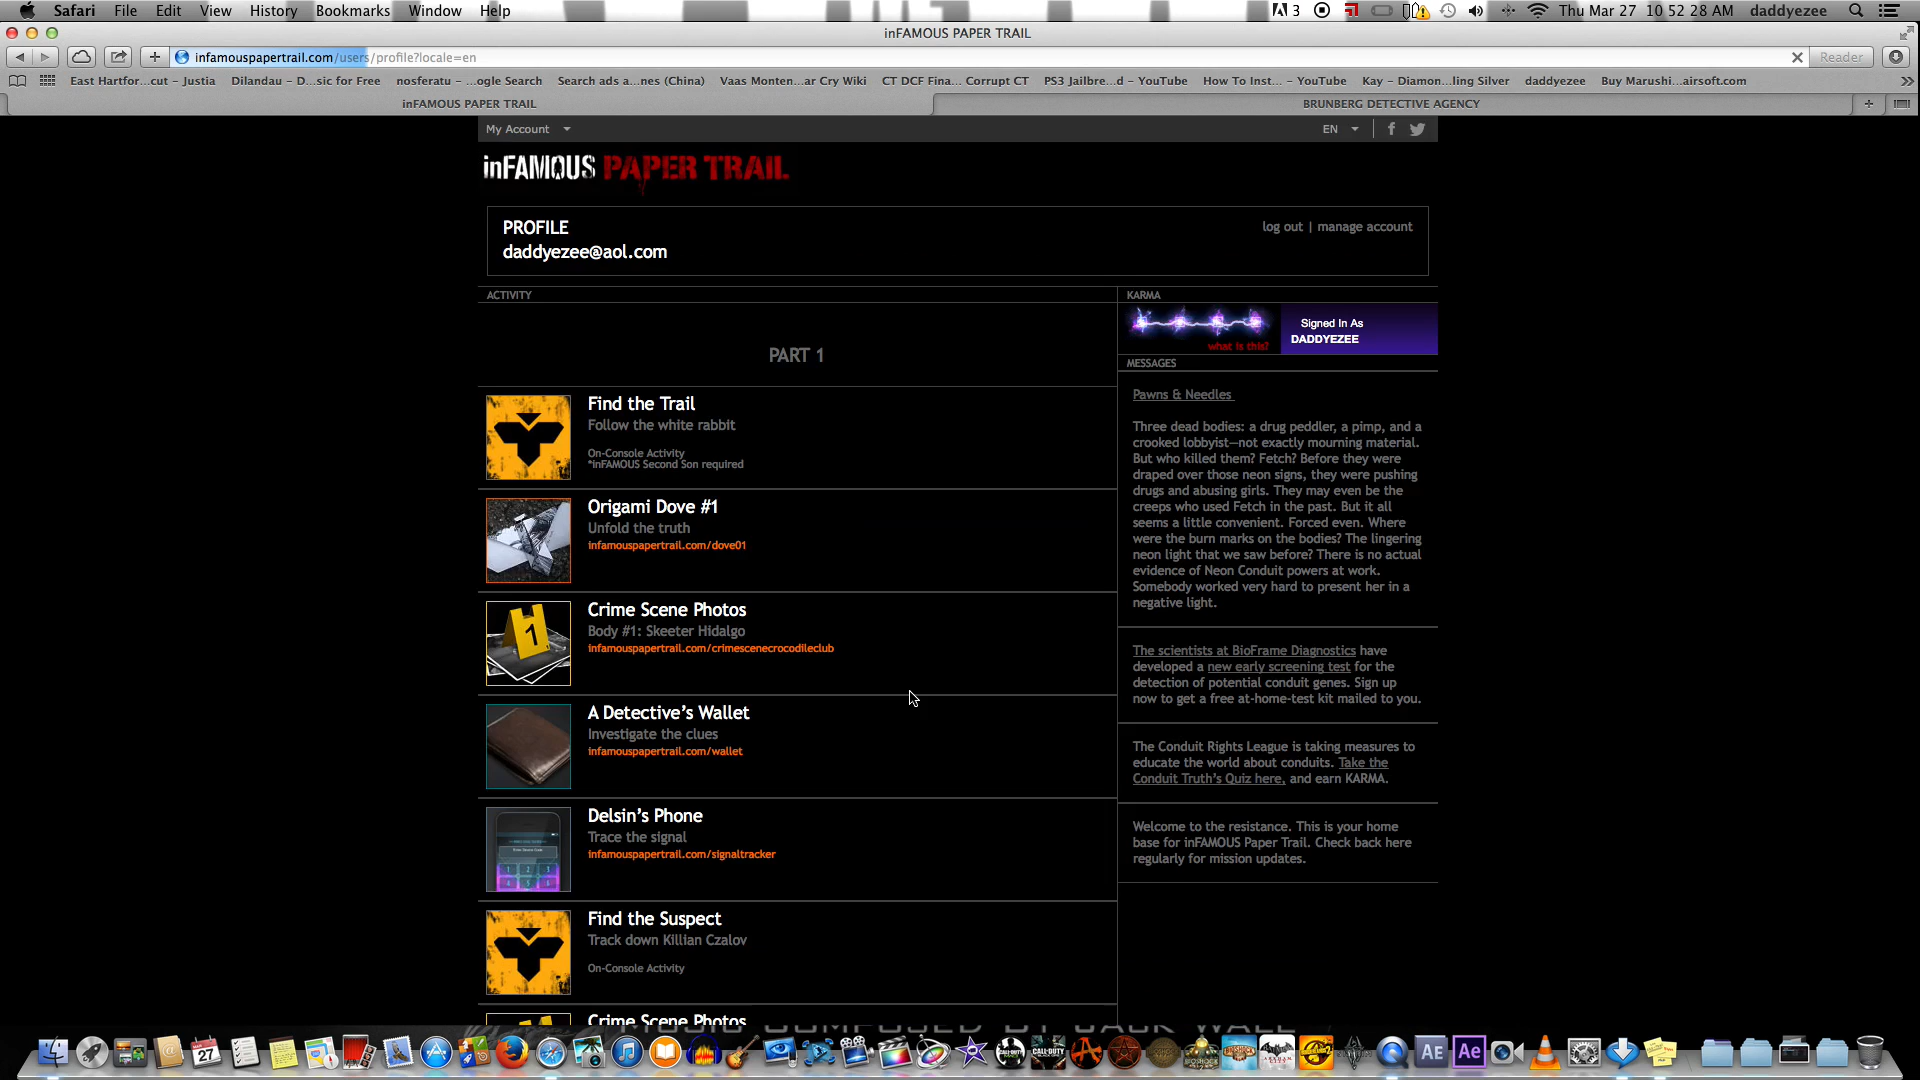 Safari File Edit View History Bookmarks Window Help
3
Thu Mar 27 10 52 28 AM daddyezee
inFAMOUS PAPER TRAIL
infamouspapertrail.com/users/profile?locale=en
Reader
East Hartfor...cut – Justia Dilandau – D...sic for Free nosferatu – ...ogle Search Search ads a...nes (China) Vaas Monten...ar Cry Wiki CT DCF Fina... Corrupt CT PS3 Jailbre...d – YouTube How To Inst... – YouTube Kay – Diamon...ling Silver daddyezee Buy Marushi...airsoft.com
inFAMOUS PAPER TRAIL BRUNBERG DETECTIVE AGENCY
My Account EN
inFAMOUS PAPER TRAIL
PROFILE
daddyezee@aol.com
log out | manage account
ACTIVITY
PART 1
Find the Trail
Follow the white rabbit
On-Console Activity
*inFAMOUS Second Son required
Origami Dove #1
Unfold the truth
infamouspapertrail.com/dove01
1
Crime Scene Photos
Body #1: Skeeter Hidalgo
infamouspapertrail.com/crimescenecrocodileclub
A Detective's Wallet
Investigate the clues
infamouspapertrail.com/wallet
Delsin's Phone
Trace the signal
infamouspapertrail.com/signaltracker
Find the Suspect
Track down Killian Czalov
On-Console Activity
Crime Scene Photos
KARMA
what is this?
Signed In As
DADDYEZEE
MESSAGES
Pawns & Needles
Three dead bodies: a drug peddler, a pimp, and a
crooked lobbyist—not exactly mourning material.
But who killed them? Fetch? Before they were
draped over those neon signs, they were pushing
drugs and abusing girls. They may even be the
creeps who used Fetch in the past. But it all
seems a little convenient. Forced even. Where
were the burn marks on the bodies? The lingering
neon light that we saw before? There is no actual
evidence of Neon Conduit powers at work.
Somebody worked very hard to present her in a
negative light.
The scientists at BioFrame Diagnostics have
developed a new early screening test for the
detection of potential conduit genes. Sign up
now to get a free at-home-test kit mailed to you.
The Conduit Rights League is taking measures to
educate the world about conduits. Take the
Conduit Truth's Quiz here, and earn KARMA.
Welcome to the resistance. This is your home
base for inFAMOUS Paper Trail. Check back here
regularly for mission updates.
MUSIC COMPOSED BY JACK WALL
27
AE Ae